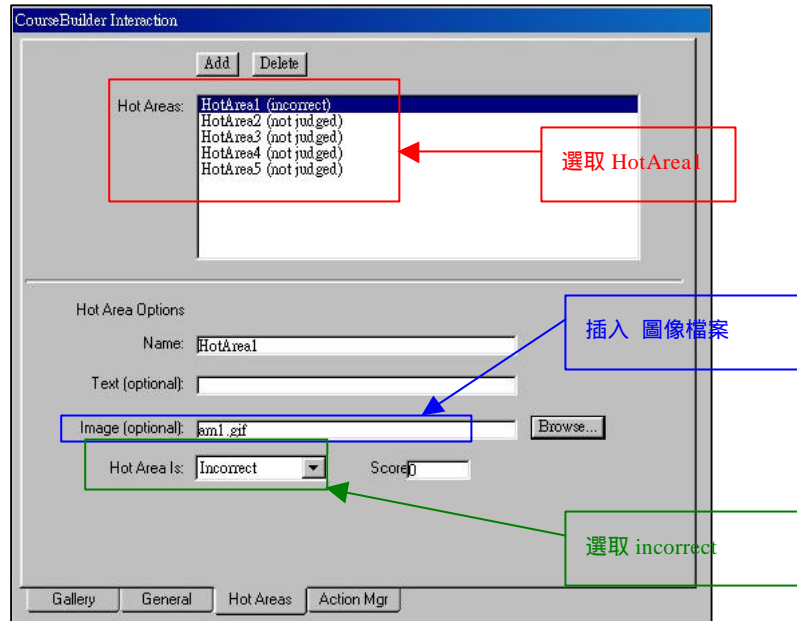 CourseBuilder Interaction
Add Delete
Hot Areas:
HotArea1 (incorrect)
HotArea2 (not judged)
HotArea3 (not judged)
HotArea4 (not judged)
HotArea5 (not judged)
選取 HotArea1
Hot Area Options
插入 圖像檔案
Name: HotArea1
Text (optional):
Image (optional): am1.gif Browse...
Hot Area Is: Incorrect Score 0
選取 incorrect
Gallery General Hot Areas Action Mgr